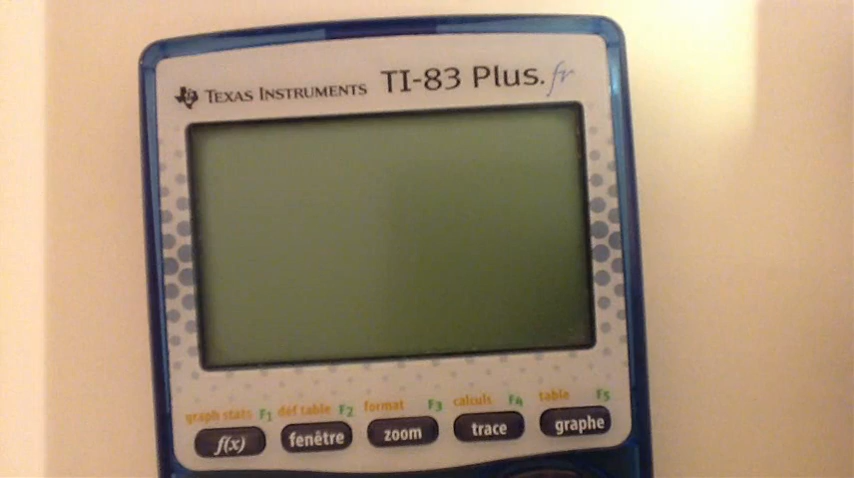 TEXAS INSTRUMENTS TI-83 Plus.fr
graph stats F1 déf table F2 format F3 calculs F4 table F5
f(x) fenêtre zoom trace graphe